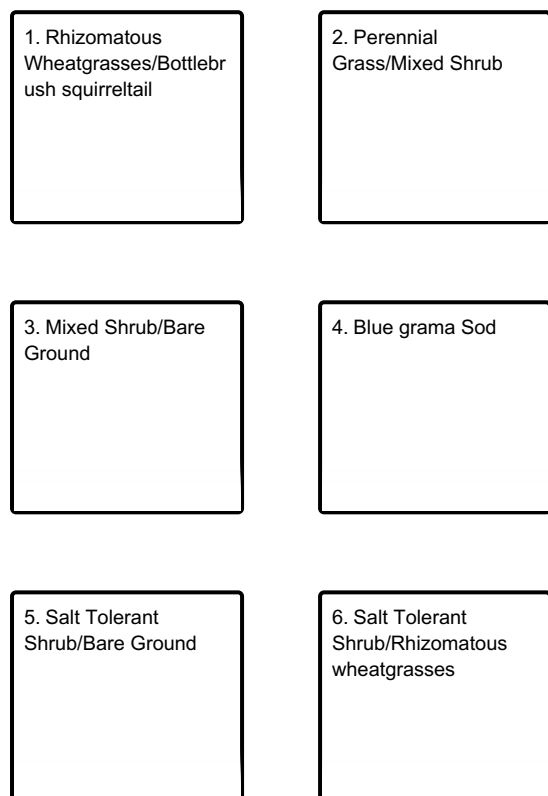 1. Rhizomatous
Wheatgrasses/Bottlebr
ush squirreltail
2. Perennial
Grass/Mixed Shrub
3. Mixed Shrub/Bare
Ground
4. Blue grama Sod
5. Salt Tolerant
Shrub/Bare Ground
6. Salt Tolerant
Shrub/Rhizomatous
wheatgrasses